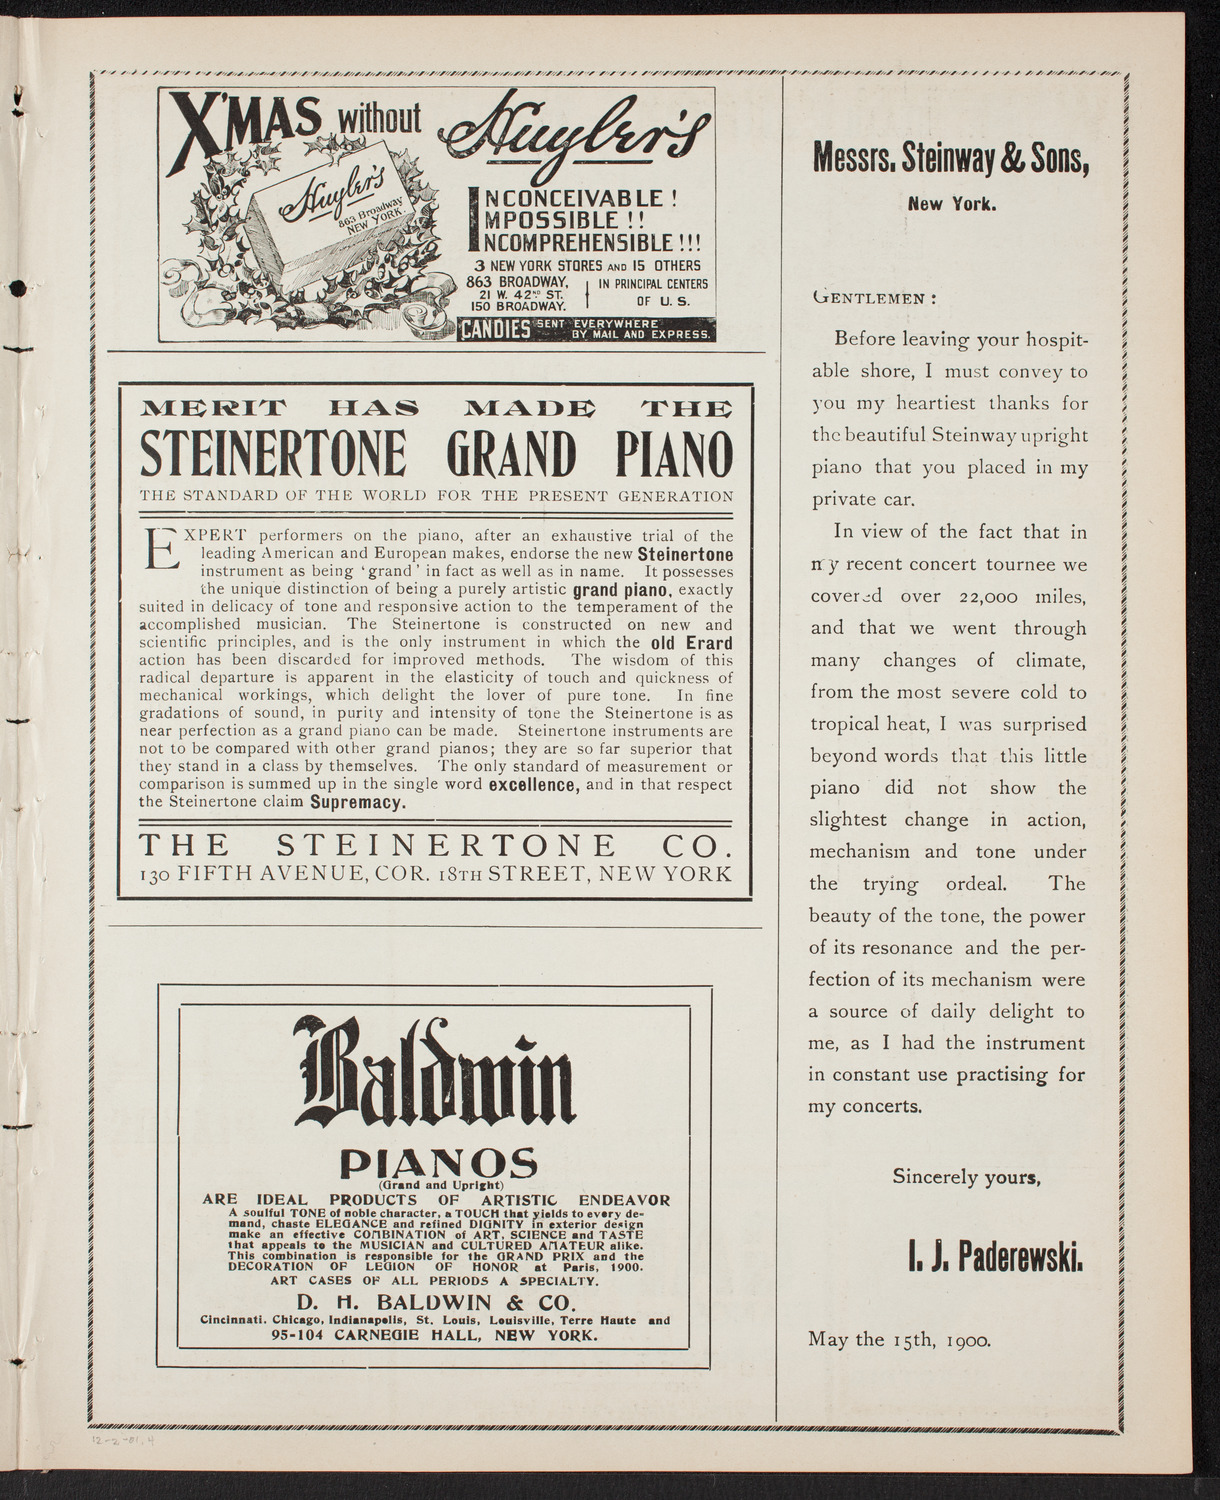 X'MAS without Huyler's
Huyler's
863 Broadway
NEW YORK.
INCONCEIVABLE!
IMPOSSIBLE!!
INCOMPREHENSIBLE!!!
3 NEW YORK STORES AND 15 OTHERS
863 BROADWAY,
21 W. 42ND ST.
150 BROADWAY.
IN PRINCIPAL CENTERS
OF U. S.
CANDIES SENT EVERYWHERE
BY MAIL AND EXPRESS.
MERIT HAS MADE THE
STEINERTONE GRAND PIANO
THE STANDARD OF THE WORLD FOR THE PRESENT GENERATION
EXPERT performers on the piano, after an exhaustive trial of the
leading American and European makes, endorse the new Steinertone
instrument as being 'grand' in fact as well as in name. It possesses
the unique distinction of being a purely artistic grand piano, exactly
suited in delicacy of tone and responsive action to the temperament of the
accomplished musician. The Steinertone is constructed on new and
scientific principles, and is the only instrument in which the old Erard
action has been discarded for improved methods. The wisdom of this
radical departure is apparent in the elasticity of touch and quickness of
mechanical workings, which delight the lover of pure tone. In fine
gradations of sound, in purity and intensity of tone the Steinertone is as
near perfection as a grand piano can be made. Steinertone instruments are
not to be compared with other grand pianos; they are so far superior that
they stand in a class by themselves. The only standard of measurement or
comparison is summed up in the single word excellence, and in that respect
the Steinertone claim Supremacy.
THE STEINERTONE CO.
130 FIFTH AVENUE, COR. 18TH STREET, NEW YORK
Baldwin
PIANOS
(Grand and Upright)
ARE IDEAL PRODUCTS OF ARTISTIC ENDEAVOR
A soulful TONE of noble character, a TOUCH that yields to every de-
mand, chaste ELEGANCE and refined DIGNITY in exterior design
make an effective COMBINATION of ART, SCIENCE and TASTE
that appeals to the MUSICIAN and CULTURED AMATEUR alike.
This combination is responsible for the GRAND PRIX and the
DECORATION OF LEGION OF HONOR at Paris, 1900.
ART CASES OF ALL PERIODS A SPECIALTY.
D. H. BALDWIN & CO.
Cincinnati. Chicago, Indianapolis, St. Louis, Louisville, Terre Haute and
95-104 CARNEGIE HALL, NEW YORK.
Messrs. Steinway & Sons,
New York.
GENTLEMEN:
Before leaving your hospit-
able shore, I must convey to
you my heartiest thanks for
the beautiful Steinway upright
piano that you placed in my
private car.
In view of the fact that in
my recent concert tournee we
covered over 22,000 miles,
and that we went through
many changes of climate,
from the most severe cold to
tropical heat, I was surprised
beyond words that this little
piano did not show the
slightest change in action,
mechanism and tone under
the trying ordeal. The
beauty of the tone, the power
of its resonance and the per-
fection of its mechanism were
a source of daily delight to
me, as I had the instrument
in constant use practising for
my concerts.
Sincerely yours,
I. J. Paderewski.
May the 15th, 1900.
12-2-01, 4